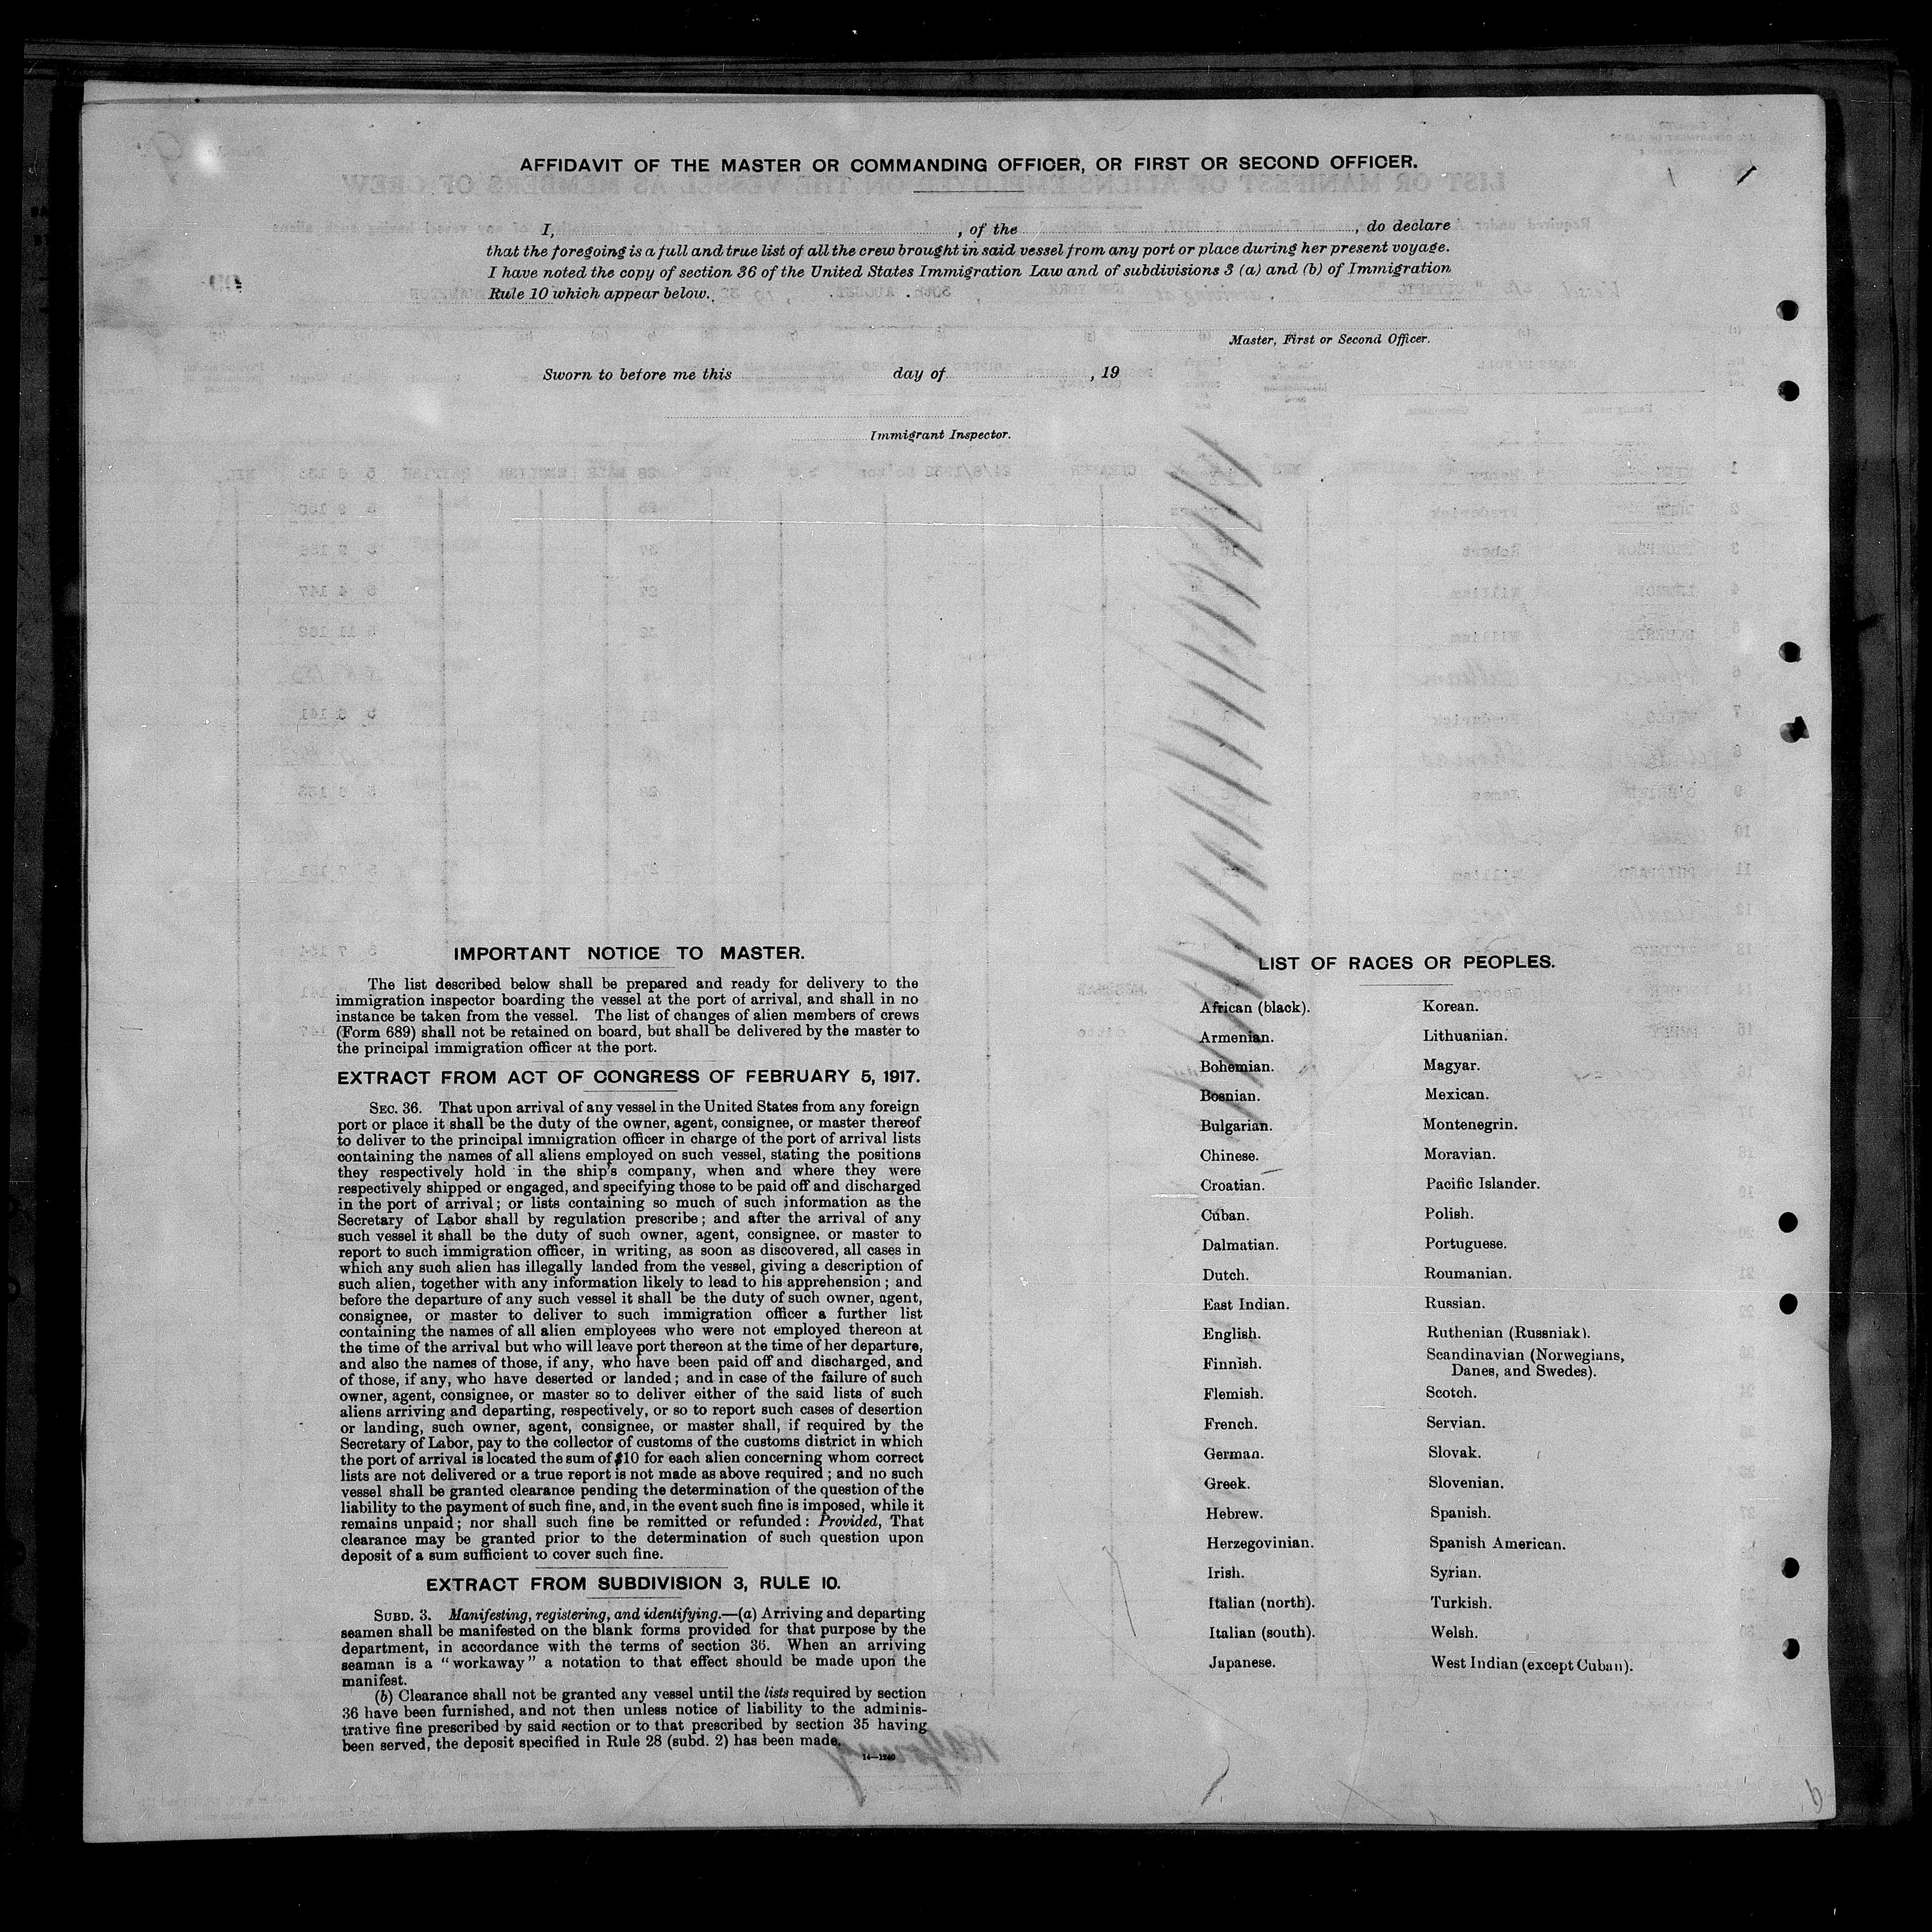 AFFIDAVIT OF THE MASTER OR COMMANDING OFFICER, OR FIRST OR SECOND OFFICER.
I, , of the , do declare
that the foregoing is a full and true list of all the crew brought in said vessel from any port or place during her present voyage.
I have noted the copy of section 36 of the United States Immigration Law and of subdivisions 3 (a) and (b) of Immigration
Rule 10 which appear below.
Master, First or Second Officer.
Sworn to before me this day of , 19
Immigrant Inspector.
IMPORTANT NOTICE TO MASTER.
The list described below shall be prepared and ready for delivery to the
immigration inspector boarding the vessel at the port of arrival, and shall in no
instance be taken from the vessel. The list of changes of alien members of crews
(Form 689) shall not be retained on board, but shall be delivered by the master to
the principal immigration officer at the port.
EXTRACT FROM ACT OF CONGRESS OF FEBRUARY 5, 1917.
SEC. 36. That upon arrival of any vessel in the United States from any foreign
port or place it shall be the duty of the owner, agent, consignee, or master thereof
to deliver to the principal immigration officer in charge of the port of arrival lists
containing the names of all aliens employed on such vessel, stating the positions
they respectively hold in the ship's company, when and where they were
respectively shipped or engaged, and specifying those to be paid off and discharged
in the port of arrival; or lists containing so much of such information as the
Secretary of Labor shall by regulation prescribe; and after the arrival of any
such vessel it shall be the duty of such owner, agent, consignee, or master to
report to such immigration officer, in writing, as soon as discovered, all cases in
which any such alien has illegally landed from the vessel, giving a description of
such alien, together with any information likely to lead to his apprehension; and
before the departure of any such vessel it shall be the duty of such owner, agent,
consignee, or master to deliver to such immigration officer a further list
containing the names of all alien employees who were not employed thereon at
the time of the arrival but who will leave port thereon at the time of her departure,
and also the names of those, if any, who have been paid off and discharged, and
of those, if any, who have deserted or landed; and in case of the failure of such
owner, agent, consignee, or master so to deliver either of the said lists of such
aliens arriving and departing, respectively, or so to report such cases of desertion
or landing, such owner, agent, consignee, or master shall, if required by the
Secretary of Labor, pay to the collector of customs of the customs district in which
the port of arrival is located the sum of $10 for each alien concerning whom correct
lists are not delivered or a true report is not made as above required; and no such
vessel shall be granted clearance pending the determination of the question of the
liability to the payment of such fine, and, in the event such fine is imposed, while it
remains unpaid; nor shall such fine be remitted or refunded: Provided, That
clearance may be granted prior to the determination of such question upon
deposit of a sum sufficient to cover such fine.
EXTRACT FROM SUBDIVISION 3, RULE 10.
SUBD. 3. Manifesting, registering, and identifying.—(a) Arriving and departing
seamen shall be manifested on the blank forms provided for that purpose by the
department, in accordance with the terms of section 36. When an arriving
seaman is a "workaway" a notation to that effect should be made upon the
manifest.
(b) Clearance shall not be granted any vessel until the lists required by section
36 have been furnished, and not then unless notice of liability to the adminis-
trative fine prescribed by said section or to that prescribed by section 35 having
been served, the deposit specified in Rule 28 (subd. 2) has been made.
14—1240
LIST OF RACES OR PEOPLES.
African (black).
Armenian.
Bohemian.
Bosnian.
Bulgarian.
Chinese.
Croatian.
Cuban.
Dalmatian.
Dutch.
East Indian.
English.
Finnish.
Flemish.
French.
German.
Greek.
Hebrew.
Herzegovinian.
Irish.
Italian (north).
Italian (south).
Japanese.
Korean.
Lithuanian.
Magyar.
Mexican.
Montenegrin.
Moravian.
Pacific Islander.
Polish.
Portuguese.
Roumanian.
Russian.
Ruthenian (Russniak).
Scandinavian (Norwegians,
Danes, and Swedes).
Scotch.
Servian.
Slovak.
Slovenian.
Spanish.
Spanish American.
Syrian.
Turkish.
Welsh.
West Indian (except Cuban).